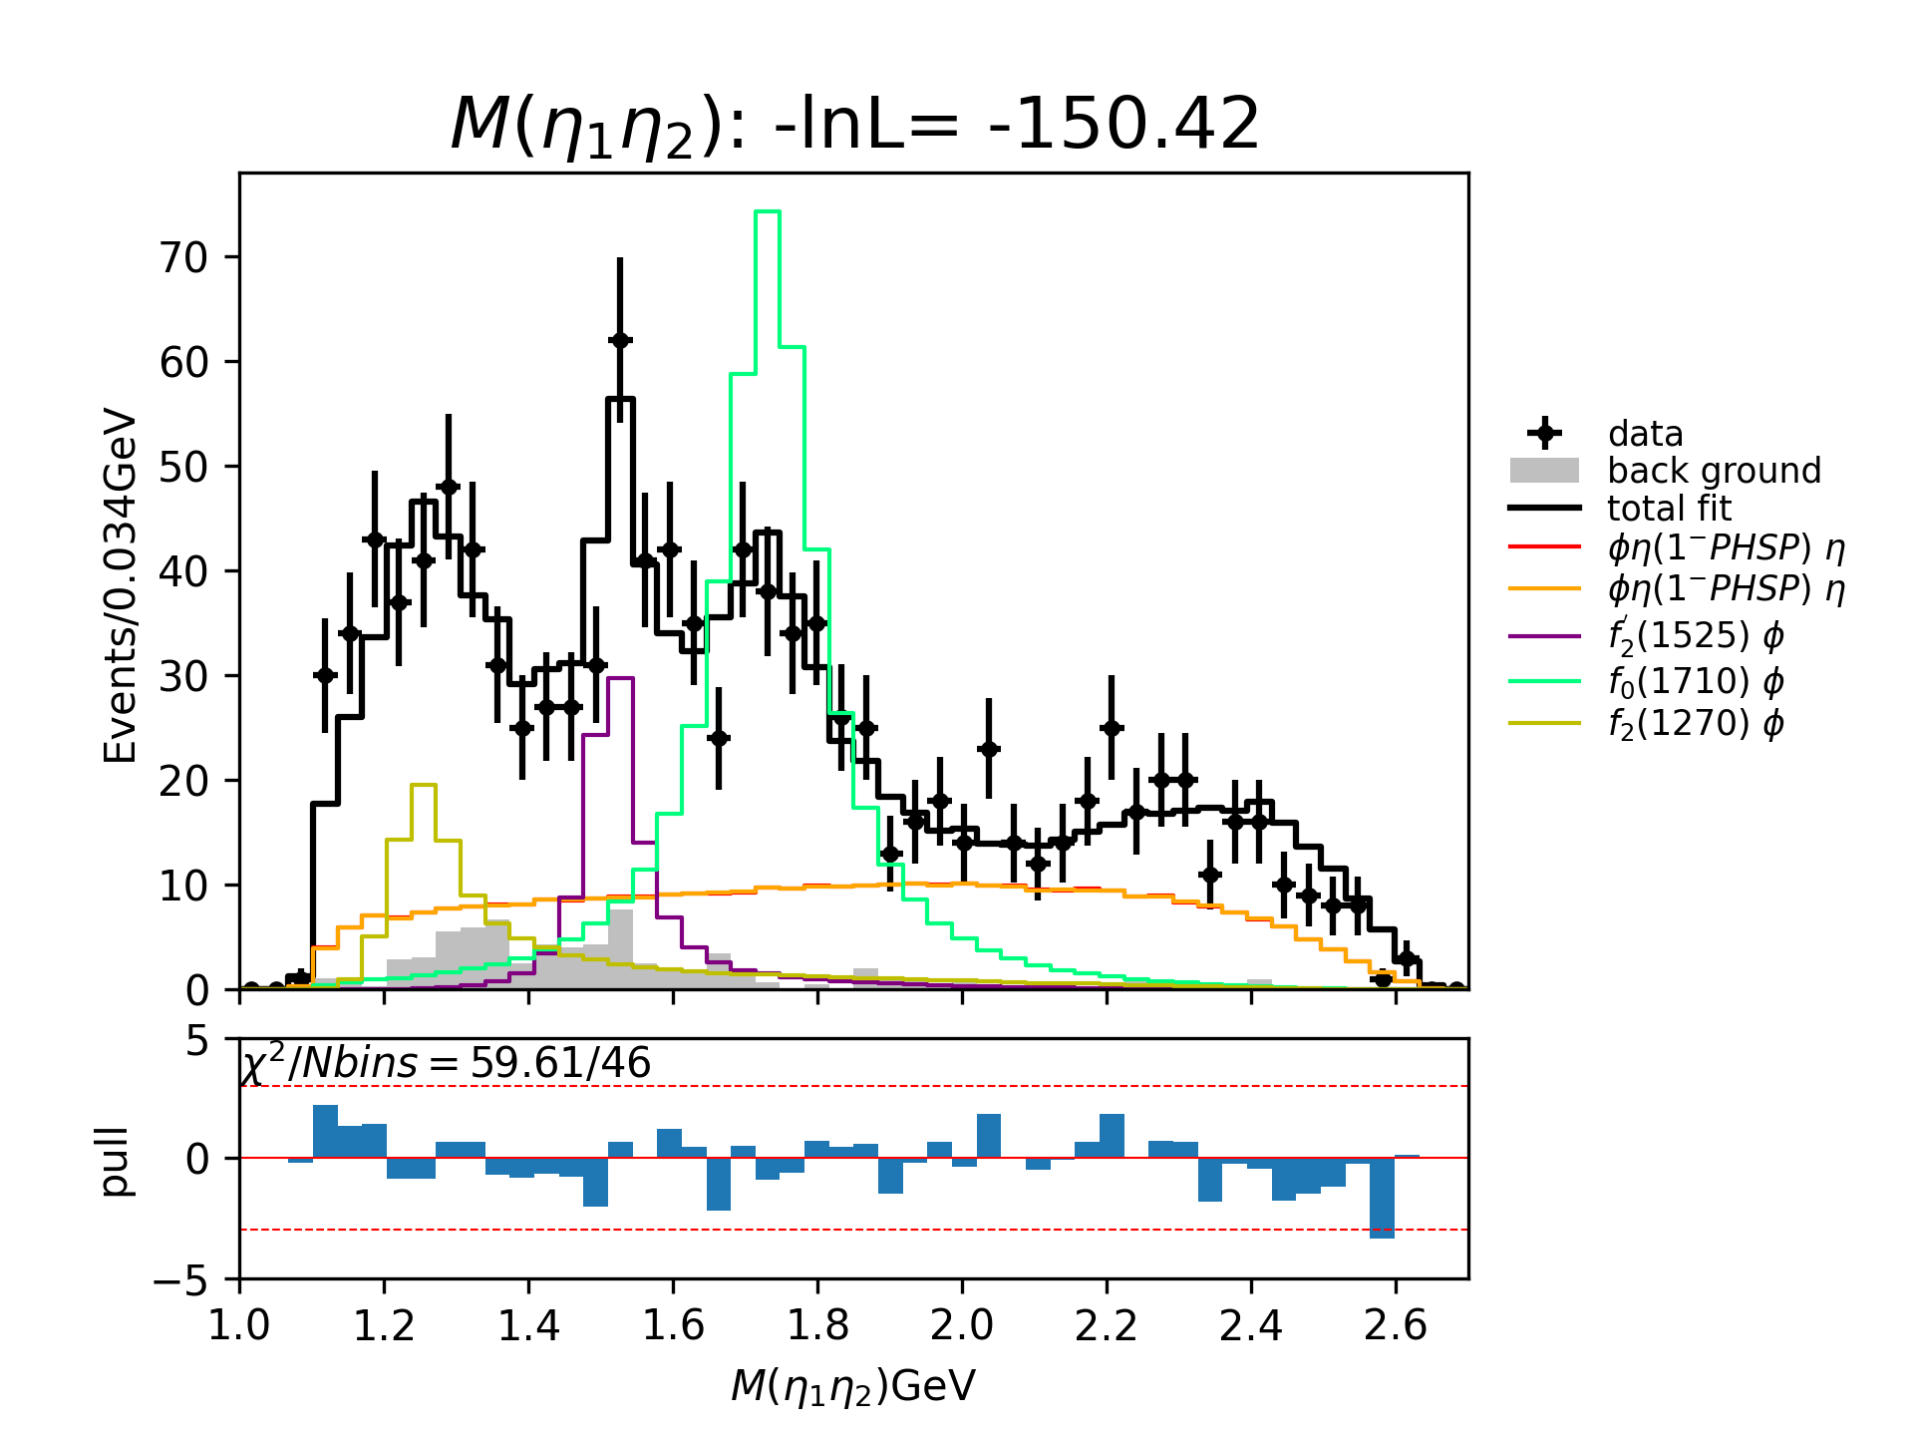 M(η₁η₂): -lnL= -150.42
Events/0.034GeV
70
60
50
40
30
20
10
0
data
back ground
total fit
ϕη(1⁻PHSP) η
ϕη(1⁻PHSP) η
f₂′(1525) ϕ
f₀(1710) ϕ
f₂(1270) ϕ
χ²/Nbins = 59.61/46
pull
5
0
−5
1.0 1.2 1.4 1.6 1.8 2.0 2.2 2.4 2.6
M(η₁η₂)GeV